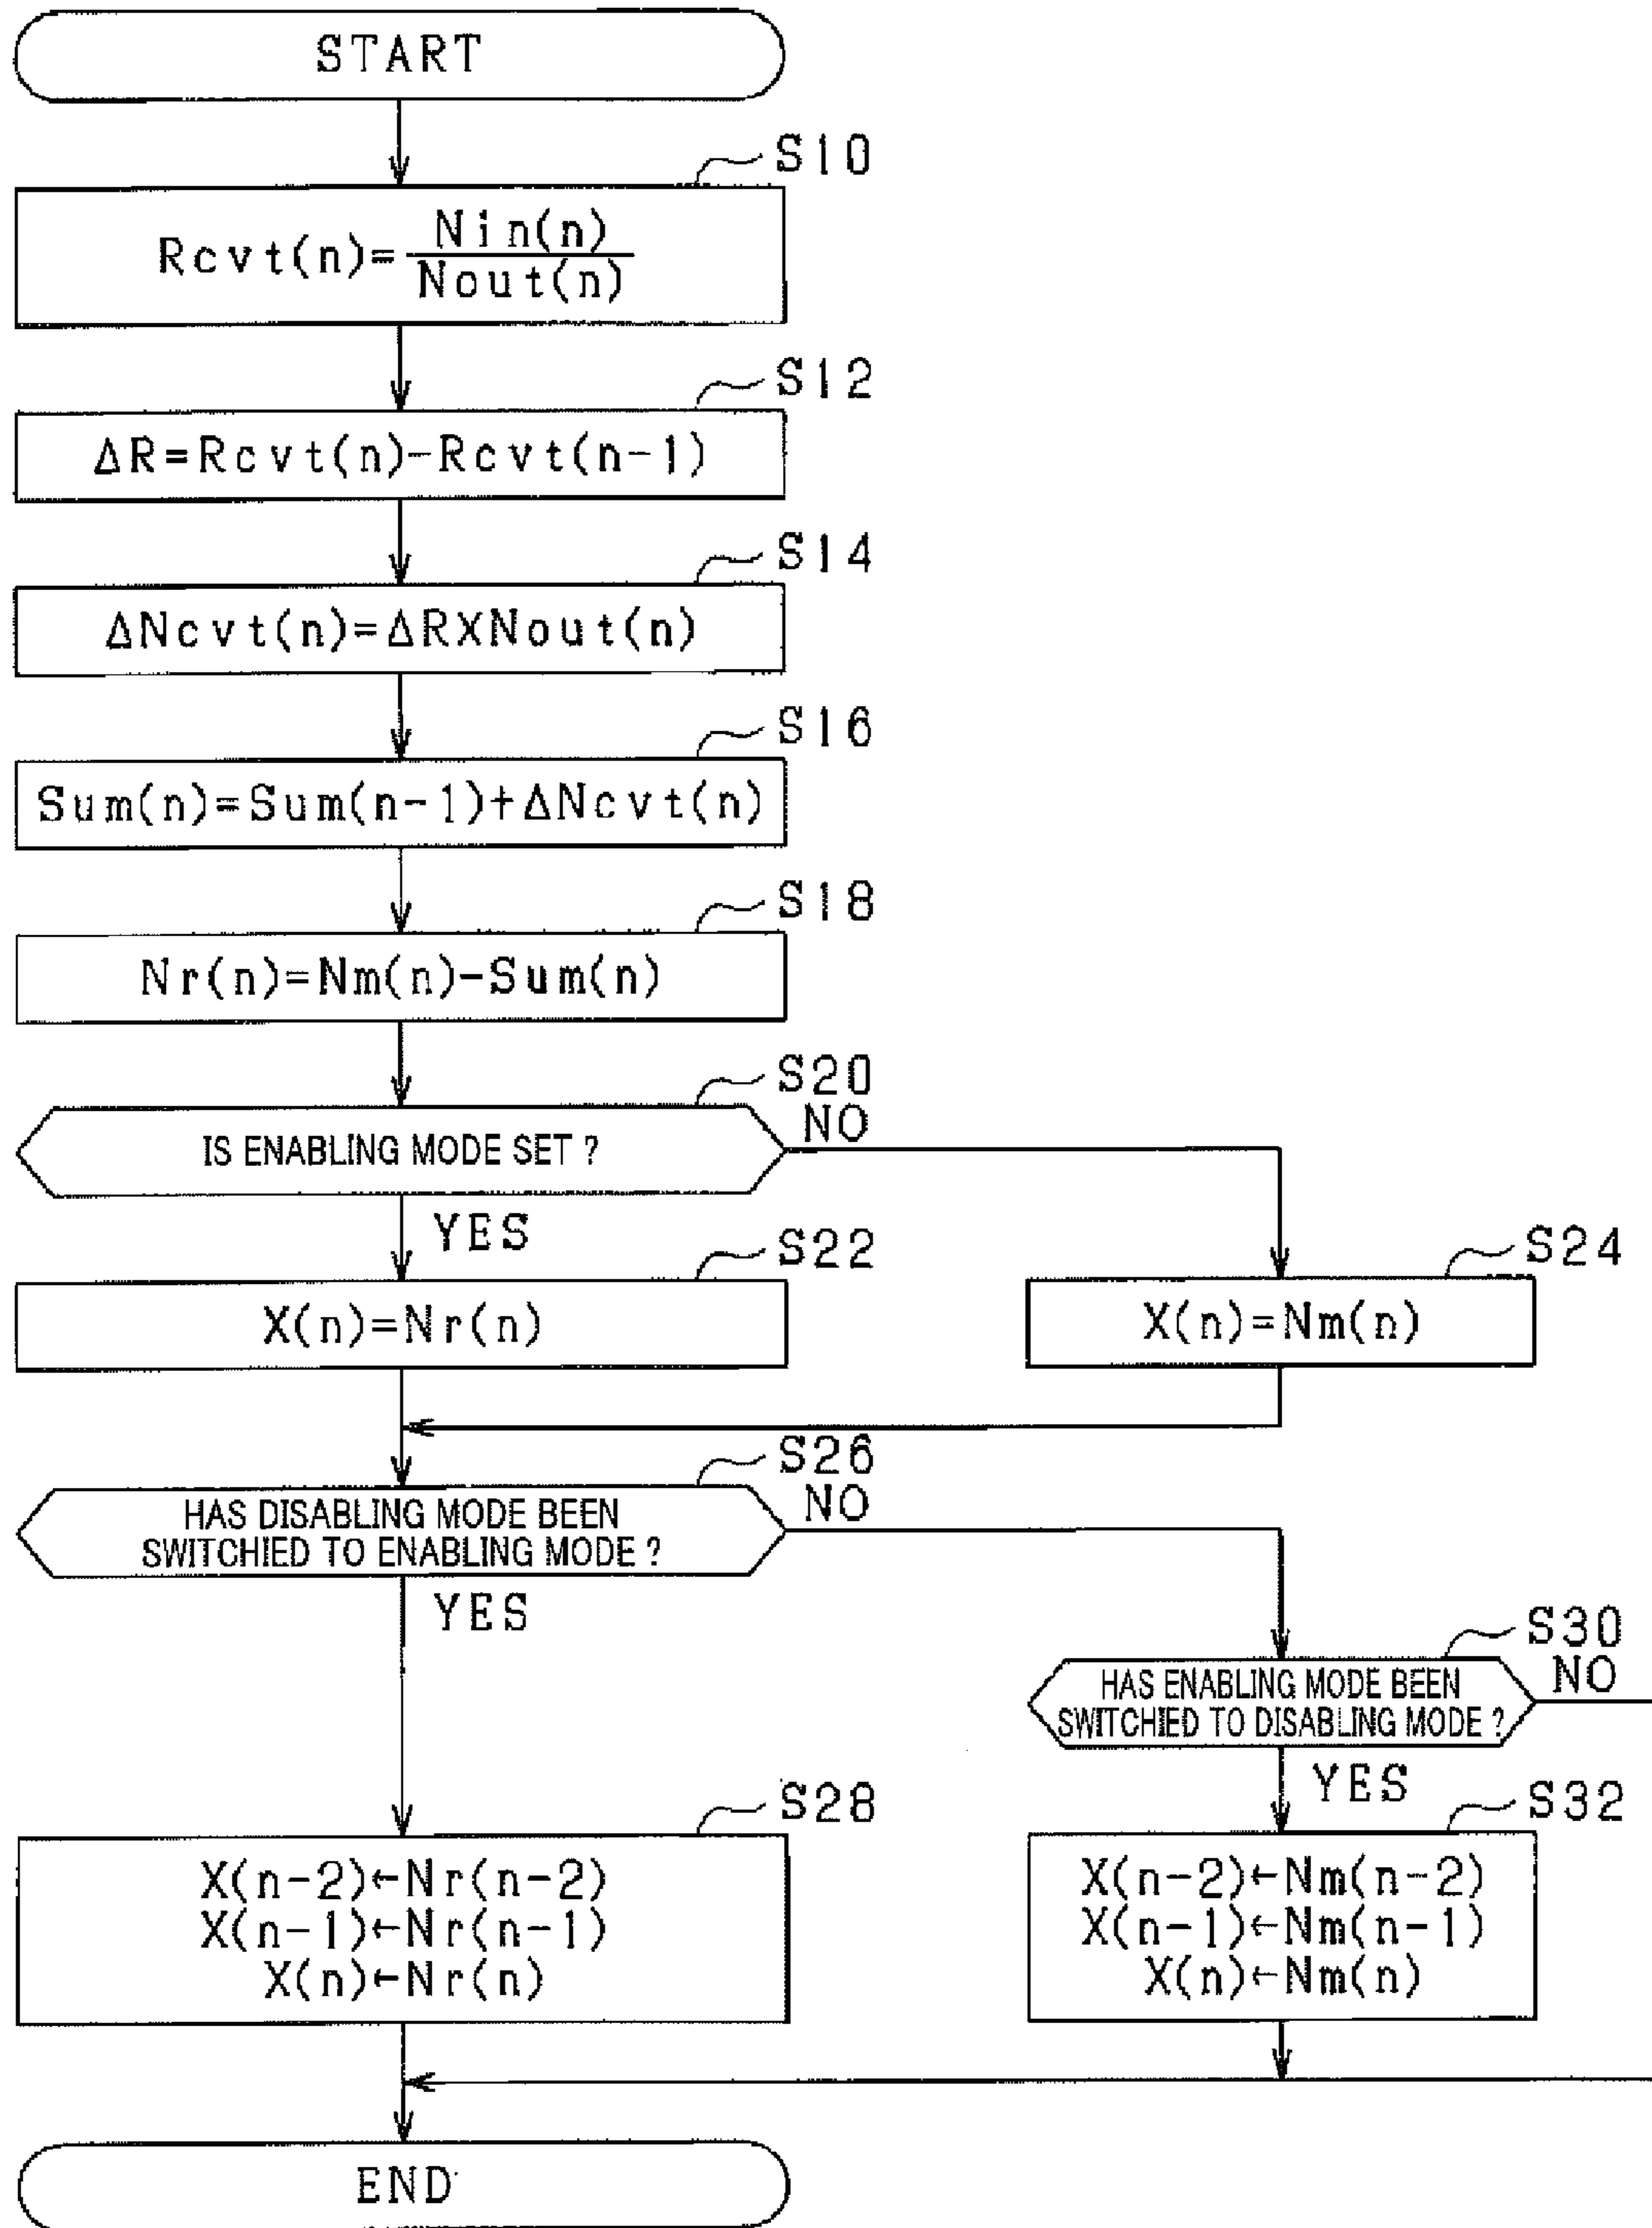 START
S10
Rcvt(n)=Nin(n)/Nout(n)
S12
ΔR=Rcvt(n)-Rcvt(n-1)
S14
ΔNcvt(n)=ΔRXNout(n)
S16
Sum(n)=Sum(n-1)+ΔNcvt(n)
S18
Nr(n)=Nm(n)-Sum(n)
S20
IS ENABLING MODE SET ?
NO
YES
S22
X(n)=Nr(n)
S24
X(n)=Nm(n)
S26
HAS DISABLING MODE BEEN
SWITCHIED TO ENABLING MODE ?
NO
YES
S30
HAS ENABLING MODE BEEN
SWITCHIED TO DISABLING MODE ?
NO
YES
S28
X(n-2)←Nr(n-2)
X(n-1)←Nr(n-1)
X(n)←Nr(n)
S32
X(n-2)←Nm(n-2)
X(n-1)←Nm(n-1)
X(n)←Nm(n)
END